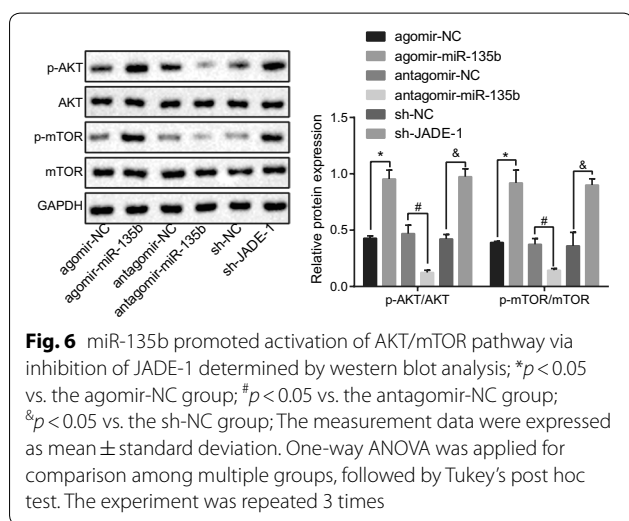 p-AKT
AKT
p-mTOR
mTOR
GAPDH
agomir-NC
agomir-miR-135b
antagomir-NC
antagomir-miR-135b
sh-NC
sh-JADE-1
agomir-NC
agomir-miR-135b
antagomir-NC
antagomir-miR-135b
sh-NC
sh-JADE-1
Relative protein expression
1.5
1.0
0.5
0.0
* # & * # &
p-AKT/AKT p-mTOR/mTOR
Fig. 6 miR-135b promoted activation of AKT/mTOR pathway via
inhibition of JADE-1 determined by western blot analysis; *p < 0.05
vs. the agomir-NC group; #p < 0.05 vs. the antagomir-NC group;
&p < 0.05 vs. the sh-NC group; The measurement data were expressed
as mean ± standard deviation. One-way ANOVA was applied for
comparison among multiple groups, followed by Tukey’s post hoc
test. The experiment was repeated 3 times